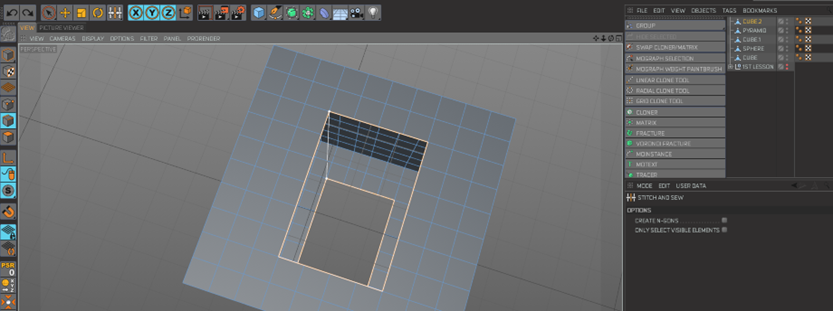 VIEW PICTURE VIEWER
VIEW CAMERAS DISPLAY OPTIONS FILTER PANEL PRORENDER
PERSPECTIVE
X Y Z
S
PSR
0
FILE EDIT VIEW OBJECTS TAGS BOOKMARKS
GROUP
SWAP CLONER/MATRIX
MOGRAPH SELECTION
MOGRAPH WEIGHT PAINTBRUSH
LINEAR CLONE TOOL
RADIAL CLONE TOOL
GRID CLONE TOOL
CLONER
MATRIX
FRACTURE
VORONOI FRACTURE
MOINSTANCE
MOTEXT
TRACER
CUBE.2
PYRAMID
CUBE.1
SPHERE
CUBE
1ST LESSON
MODE EDIT USER DATA
STITCH AND SEW
OPTIONS
CREATE N-GONS
ONLY SELECT VISIBLE ELEMENTS